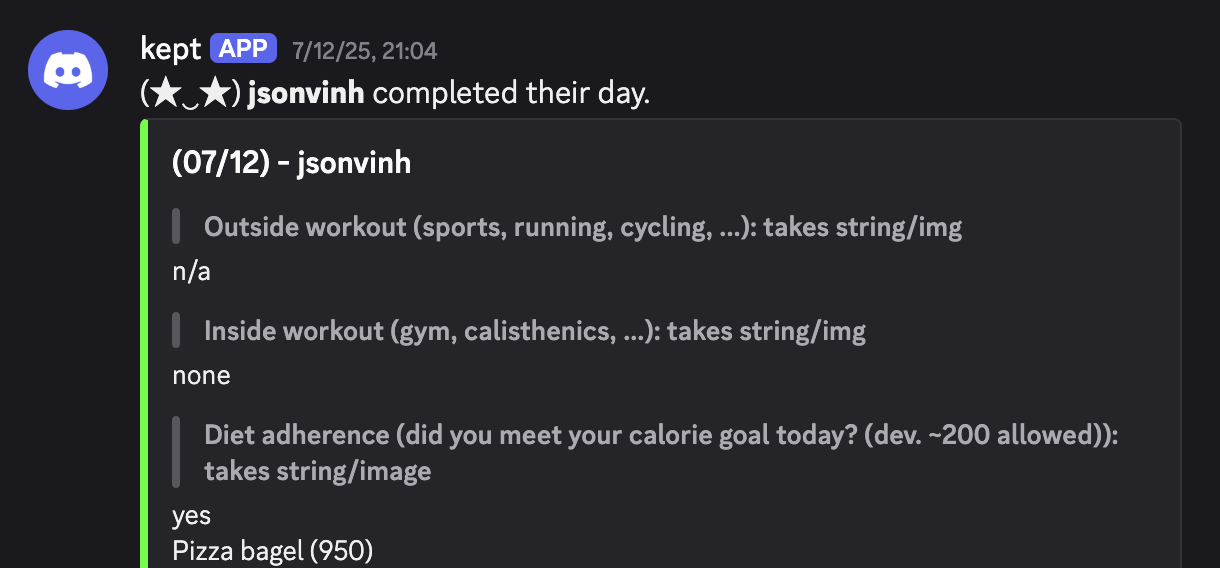 kept APP 7/12/25, 21:04
(★‿★) jsonvinh completed their day.
(07/12) - jsonvinh
Outside workout (sports, running, cycling, ...): takes string/img
n/a
Inside workout (gym, calisthenics, ...): takes string/img
none
Diet adherence (did you meet your calorie goal today? (dev. ~200 allowed)):
takes string/image
yes
Pizza bagel (950)